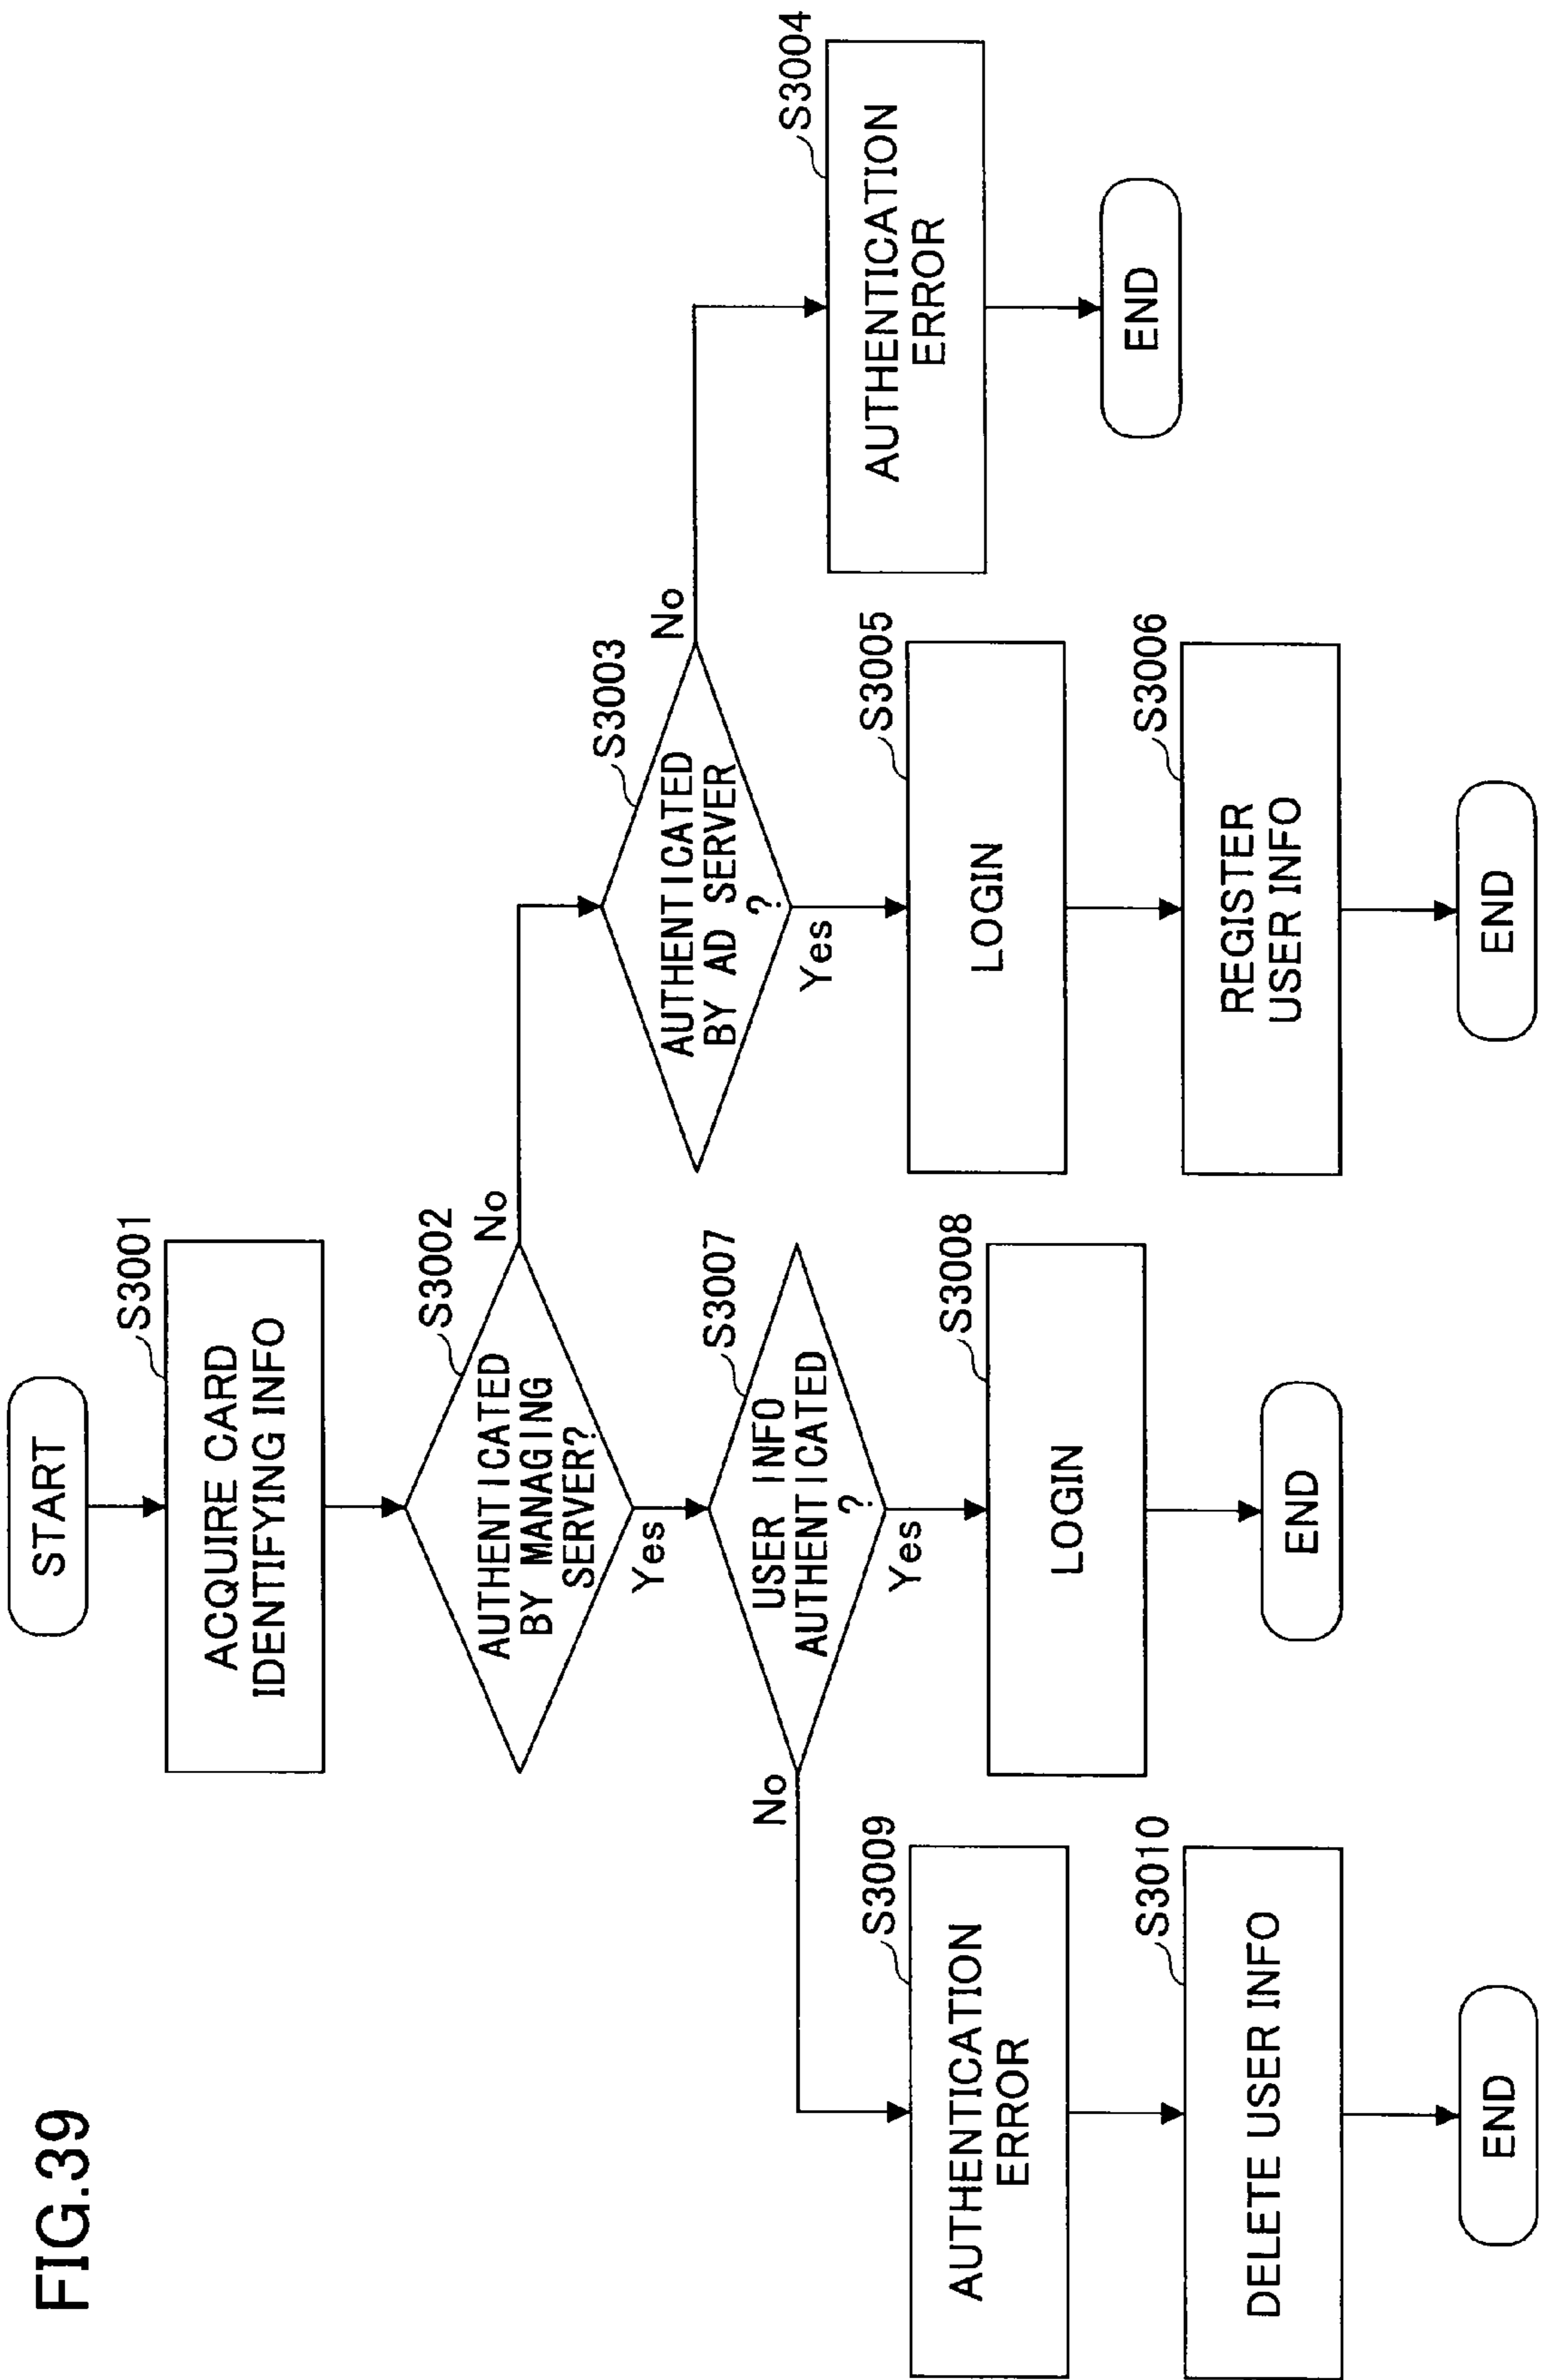 FIG.39
START
S3001
ACQUIRE CARD
IDENTIFYING INFO
S3002
AUTHENTICATED
BY MANAGING
SERVER?
No
Yes
S3003
AUTHENTICATED
BY AD SERVER
?
No
Yes
S3004
AUTHENTICATION
ERROR
END
S3005
LOGIN
S3006
REGISTER
USER INFO
END
S3007
USER INFO
AUTHENTICATED
?
No
Yes
S3008
LOGIN
END
S3009
AUTHENTICATION
ERROR
S3010
DELETE USER INFO
END